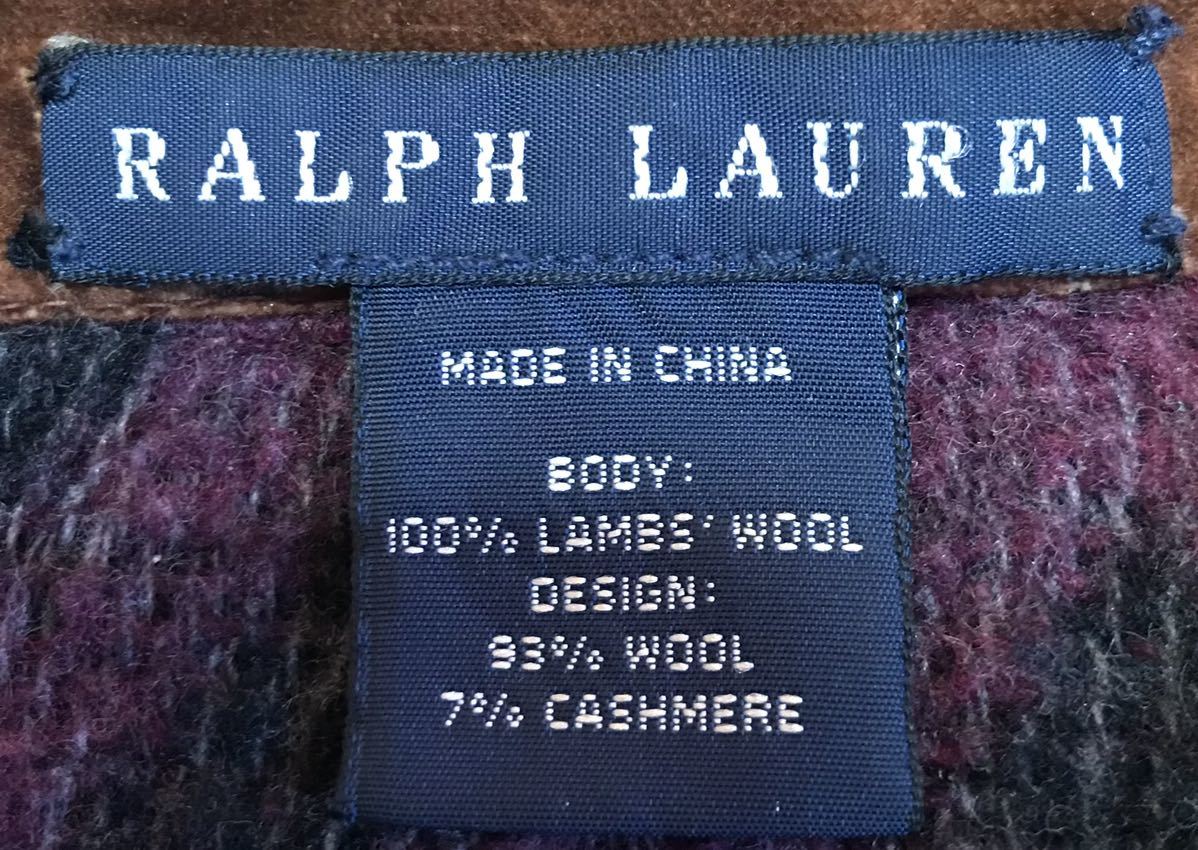 RALPH LAUREN
MADE IN CHINA
BODY:
100% LAMBS' WOOL
DESIGN:
93% WOOL
7% CASHMERE